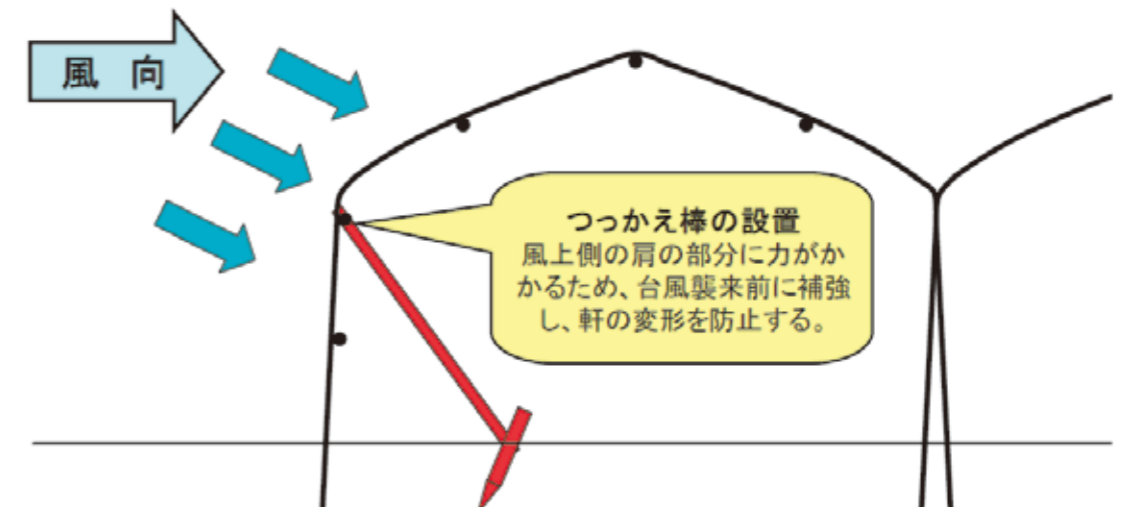 風 向
つっかえ棒の設置
風上側の肩の部分に力がか
かるため、台風襲来前に補強
し、軒の変形を防止する。